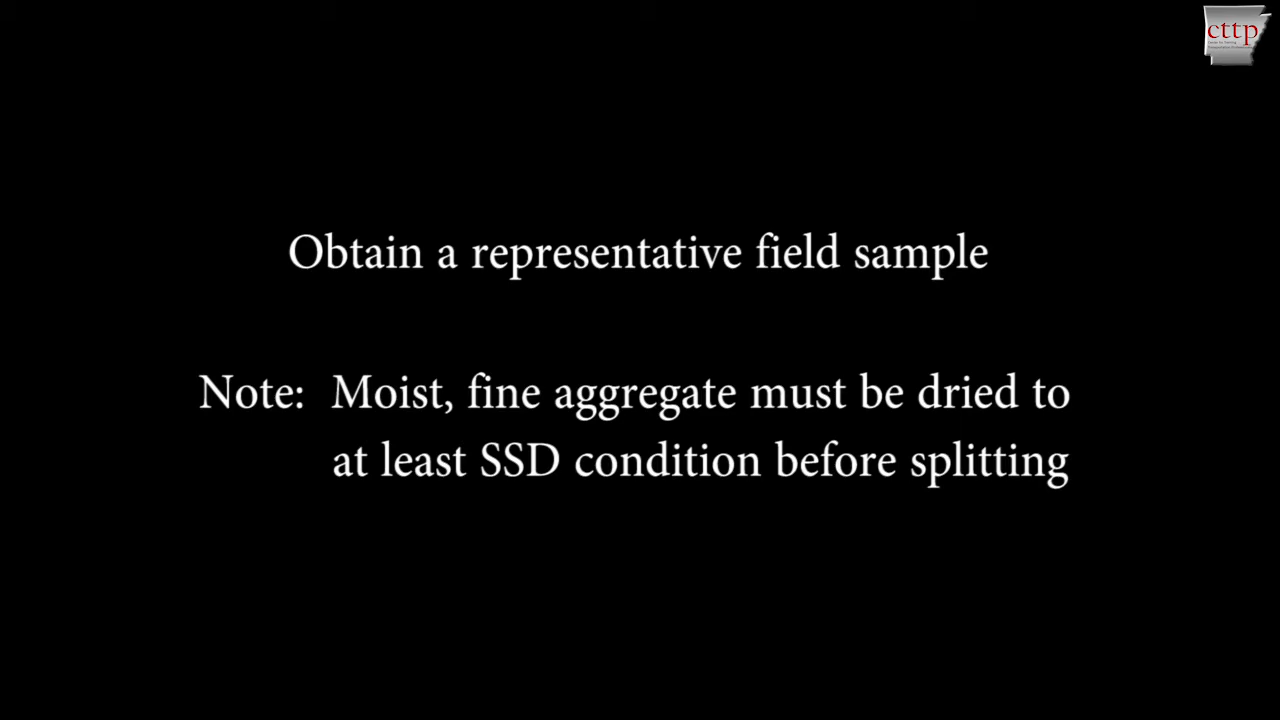 cttp
Obtain a representative field sample
Note: Moist, fine aggregate must be dried to
at least SSD condition before splitting